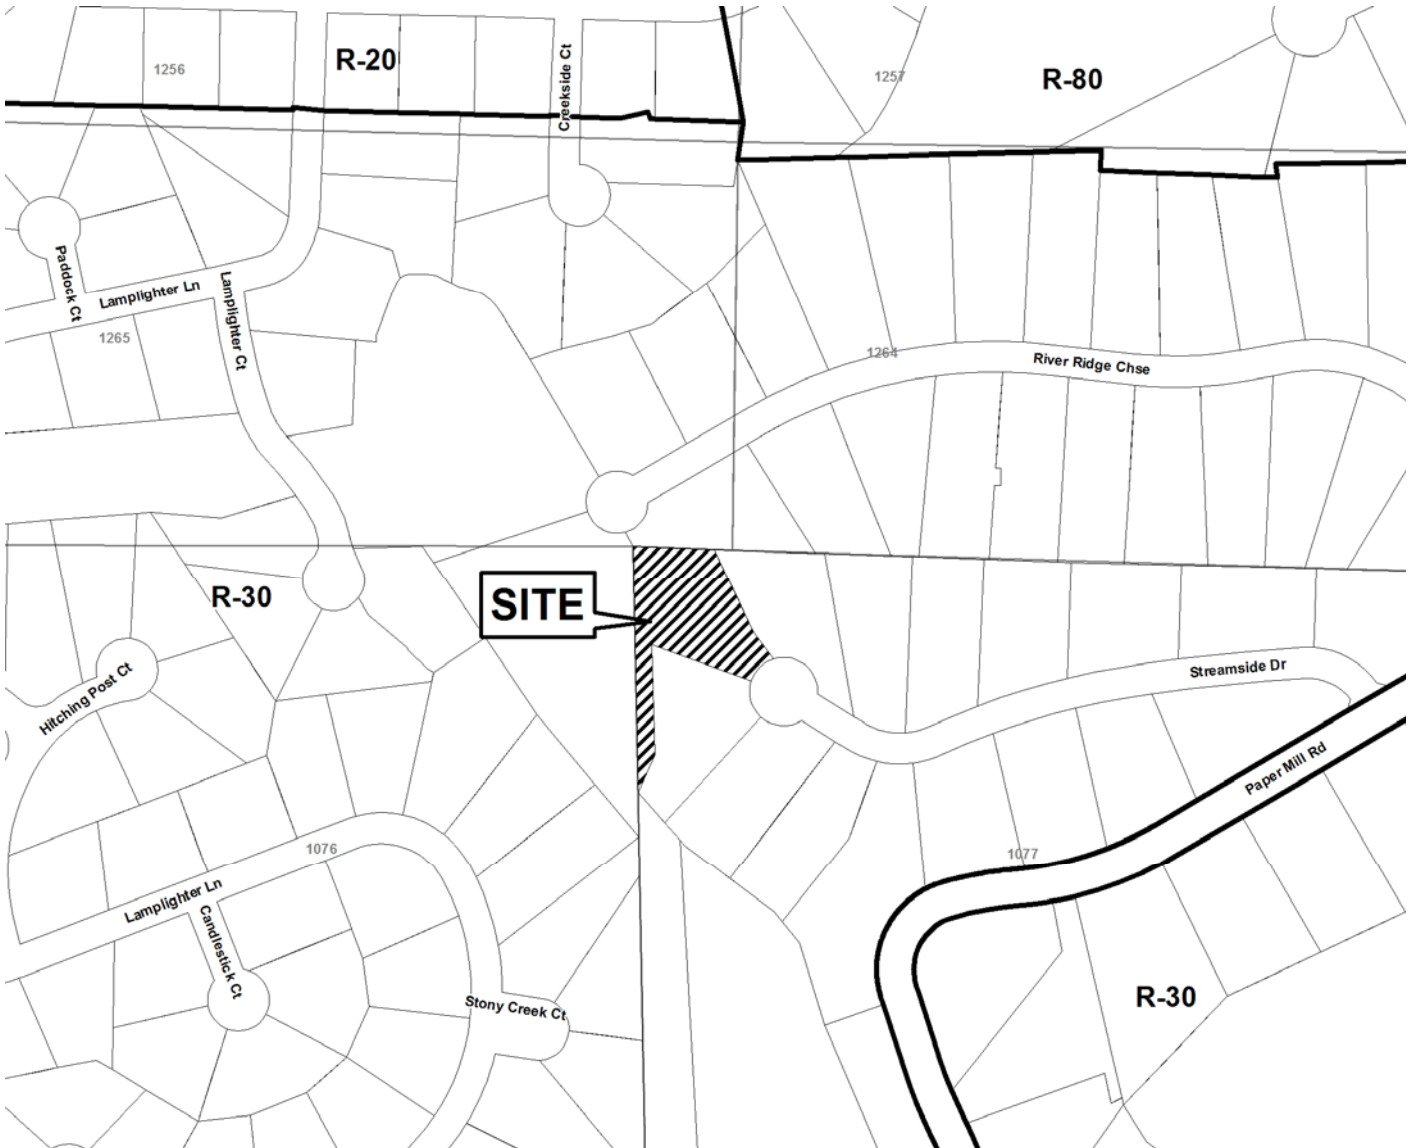 R-20
1256
Creekside Ct
1257
R-80
Paddock Ct
Lamplighter Ln
Lamplighter Ct
1265
1264
River Ridge Chse
R-30
SITE
Hitching Post Ct
Streamside Dr
Paper Mill Rd
1076
1077
Lamplighter Ln
Candlestick Ct
Stony Creek Ct
R-30